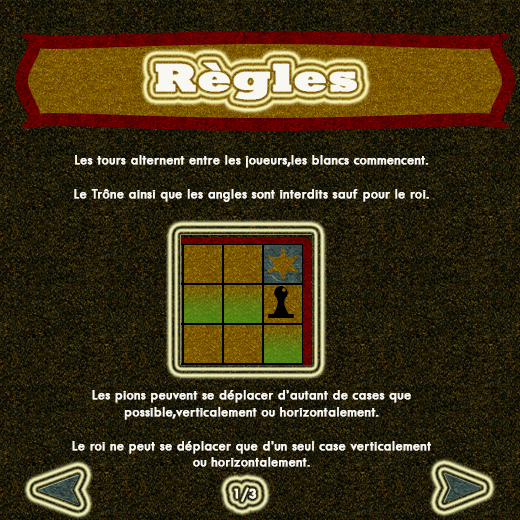 Règles
Les tours alternent entre les joueurs,les blancs commencent.
Le Trône ainsi que les angles sont interdits sauf pour le roi.
Les pions peuvent se déplacer d'autant de cases que
possible,verticalement ou horizontalement.
Le roi ne peut se déplacer que d'un seul case verticalement
ou horizontalement.
1/3